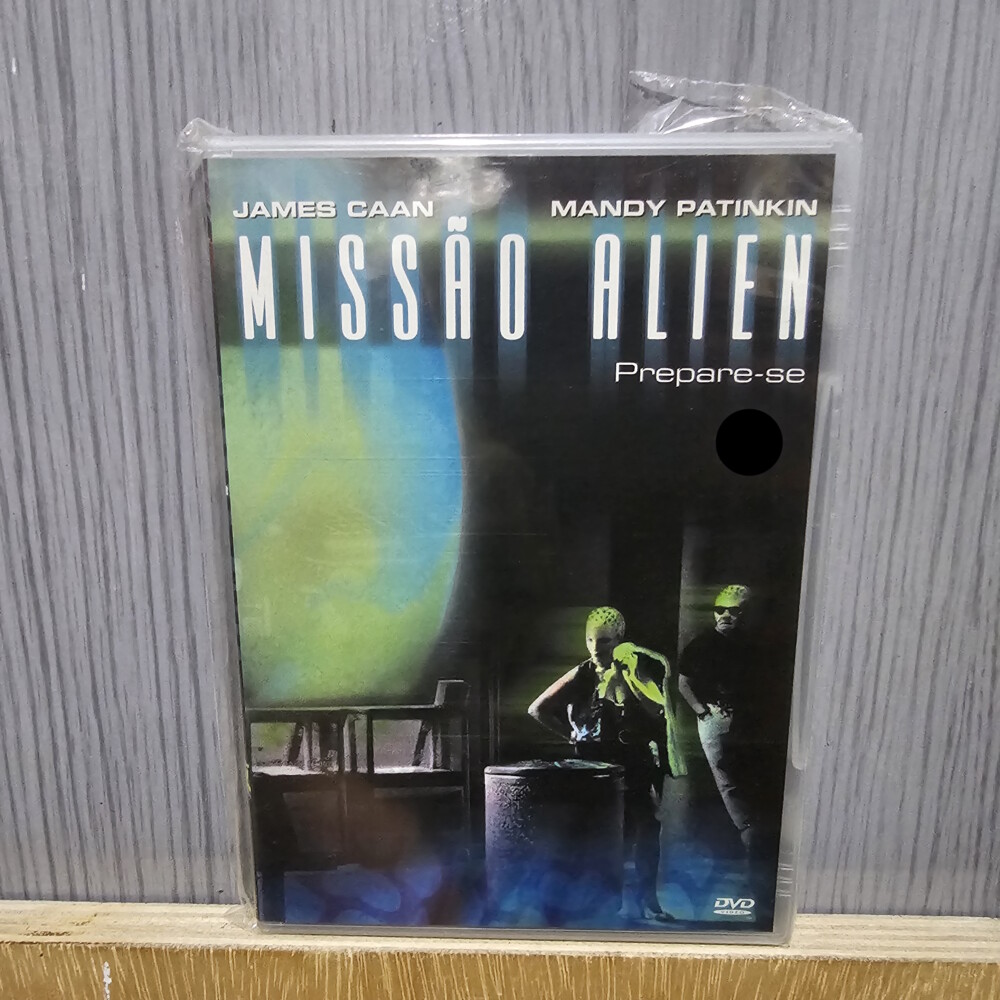 JAMES CAAN MANDY PATINKIN
MISSÃO ALIEN
Prepare-se
DVD
VIDEO